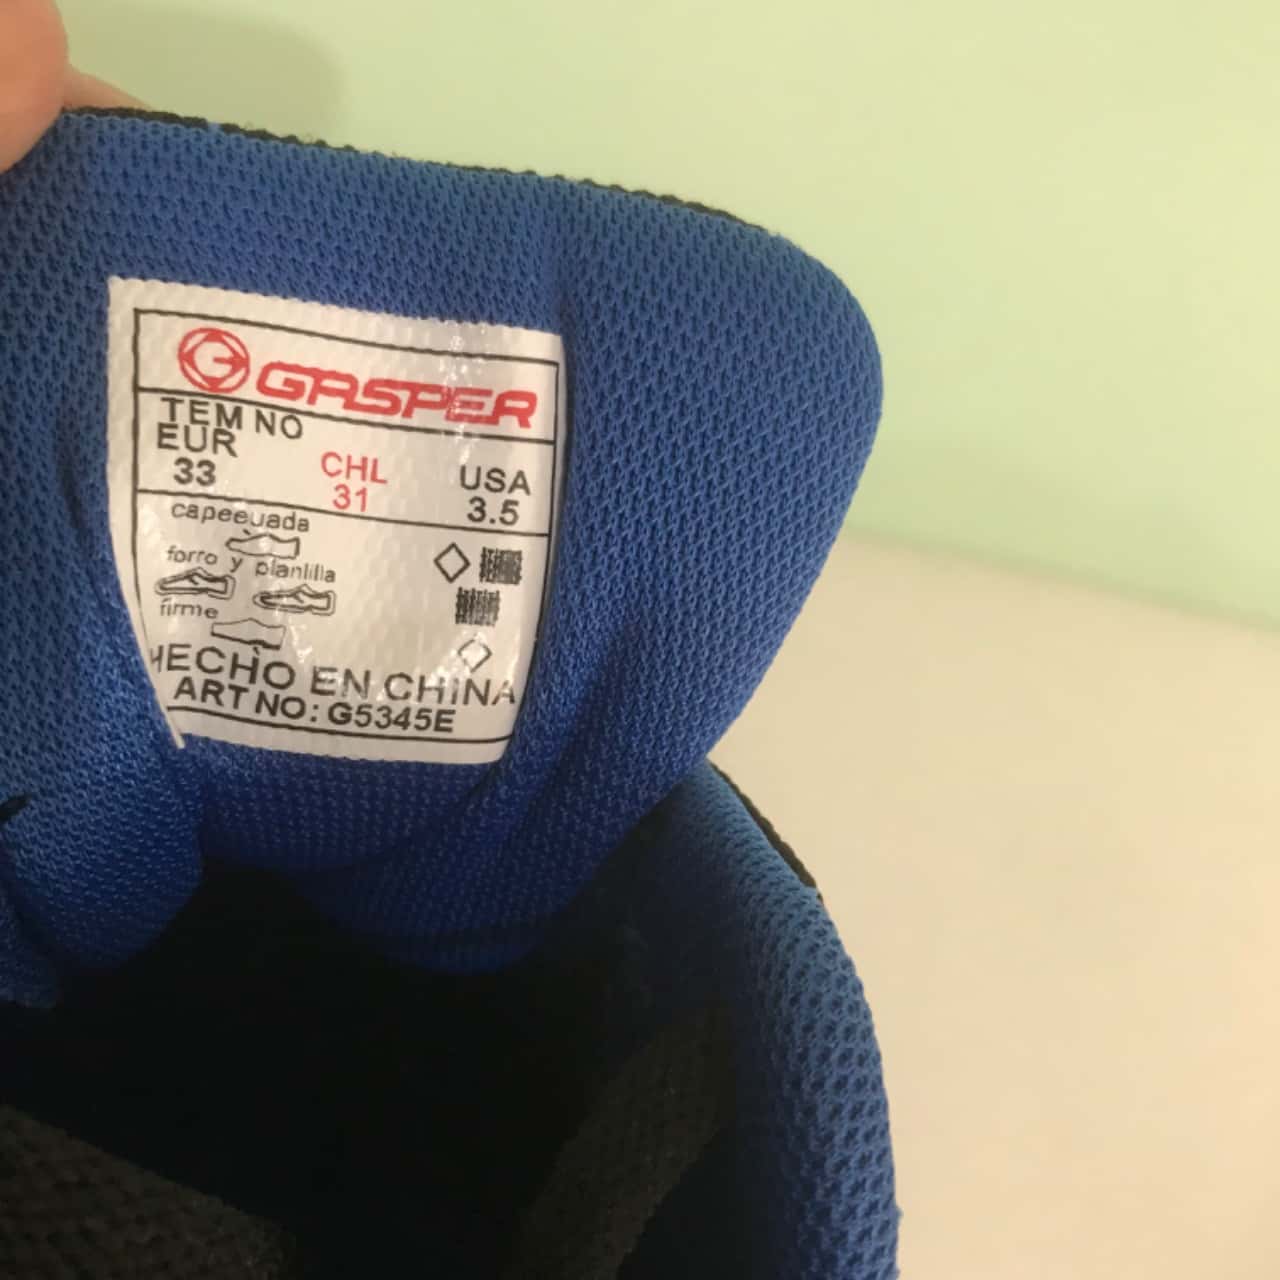 GASPER
TEM NO
EUR CHL USA
33 31 3.5
capeeuada
forro y planlilla
firme
HECHO EN CHINA
ART NO: G5345E